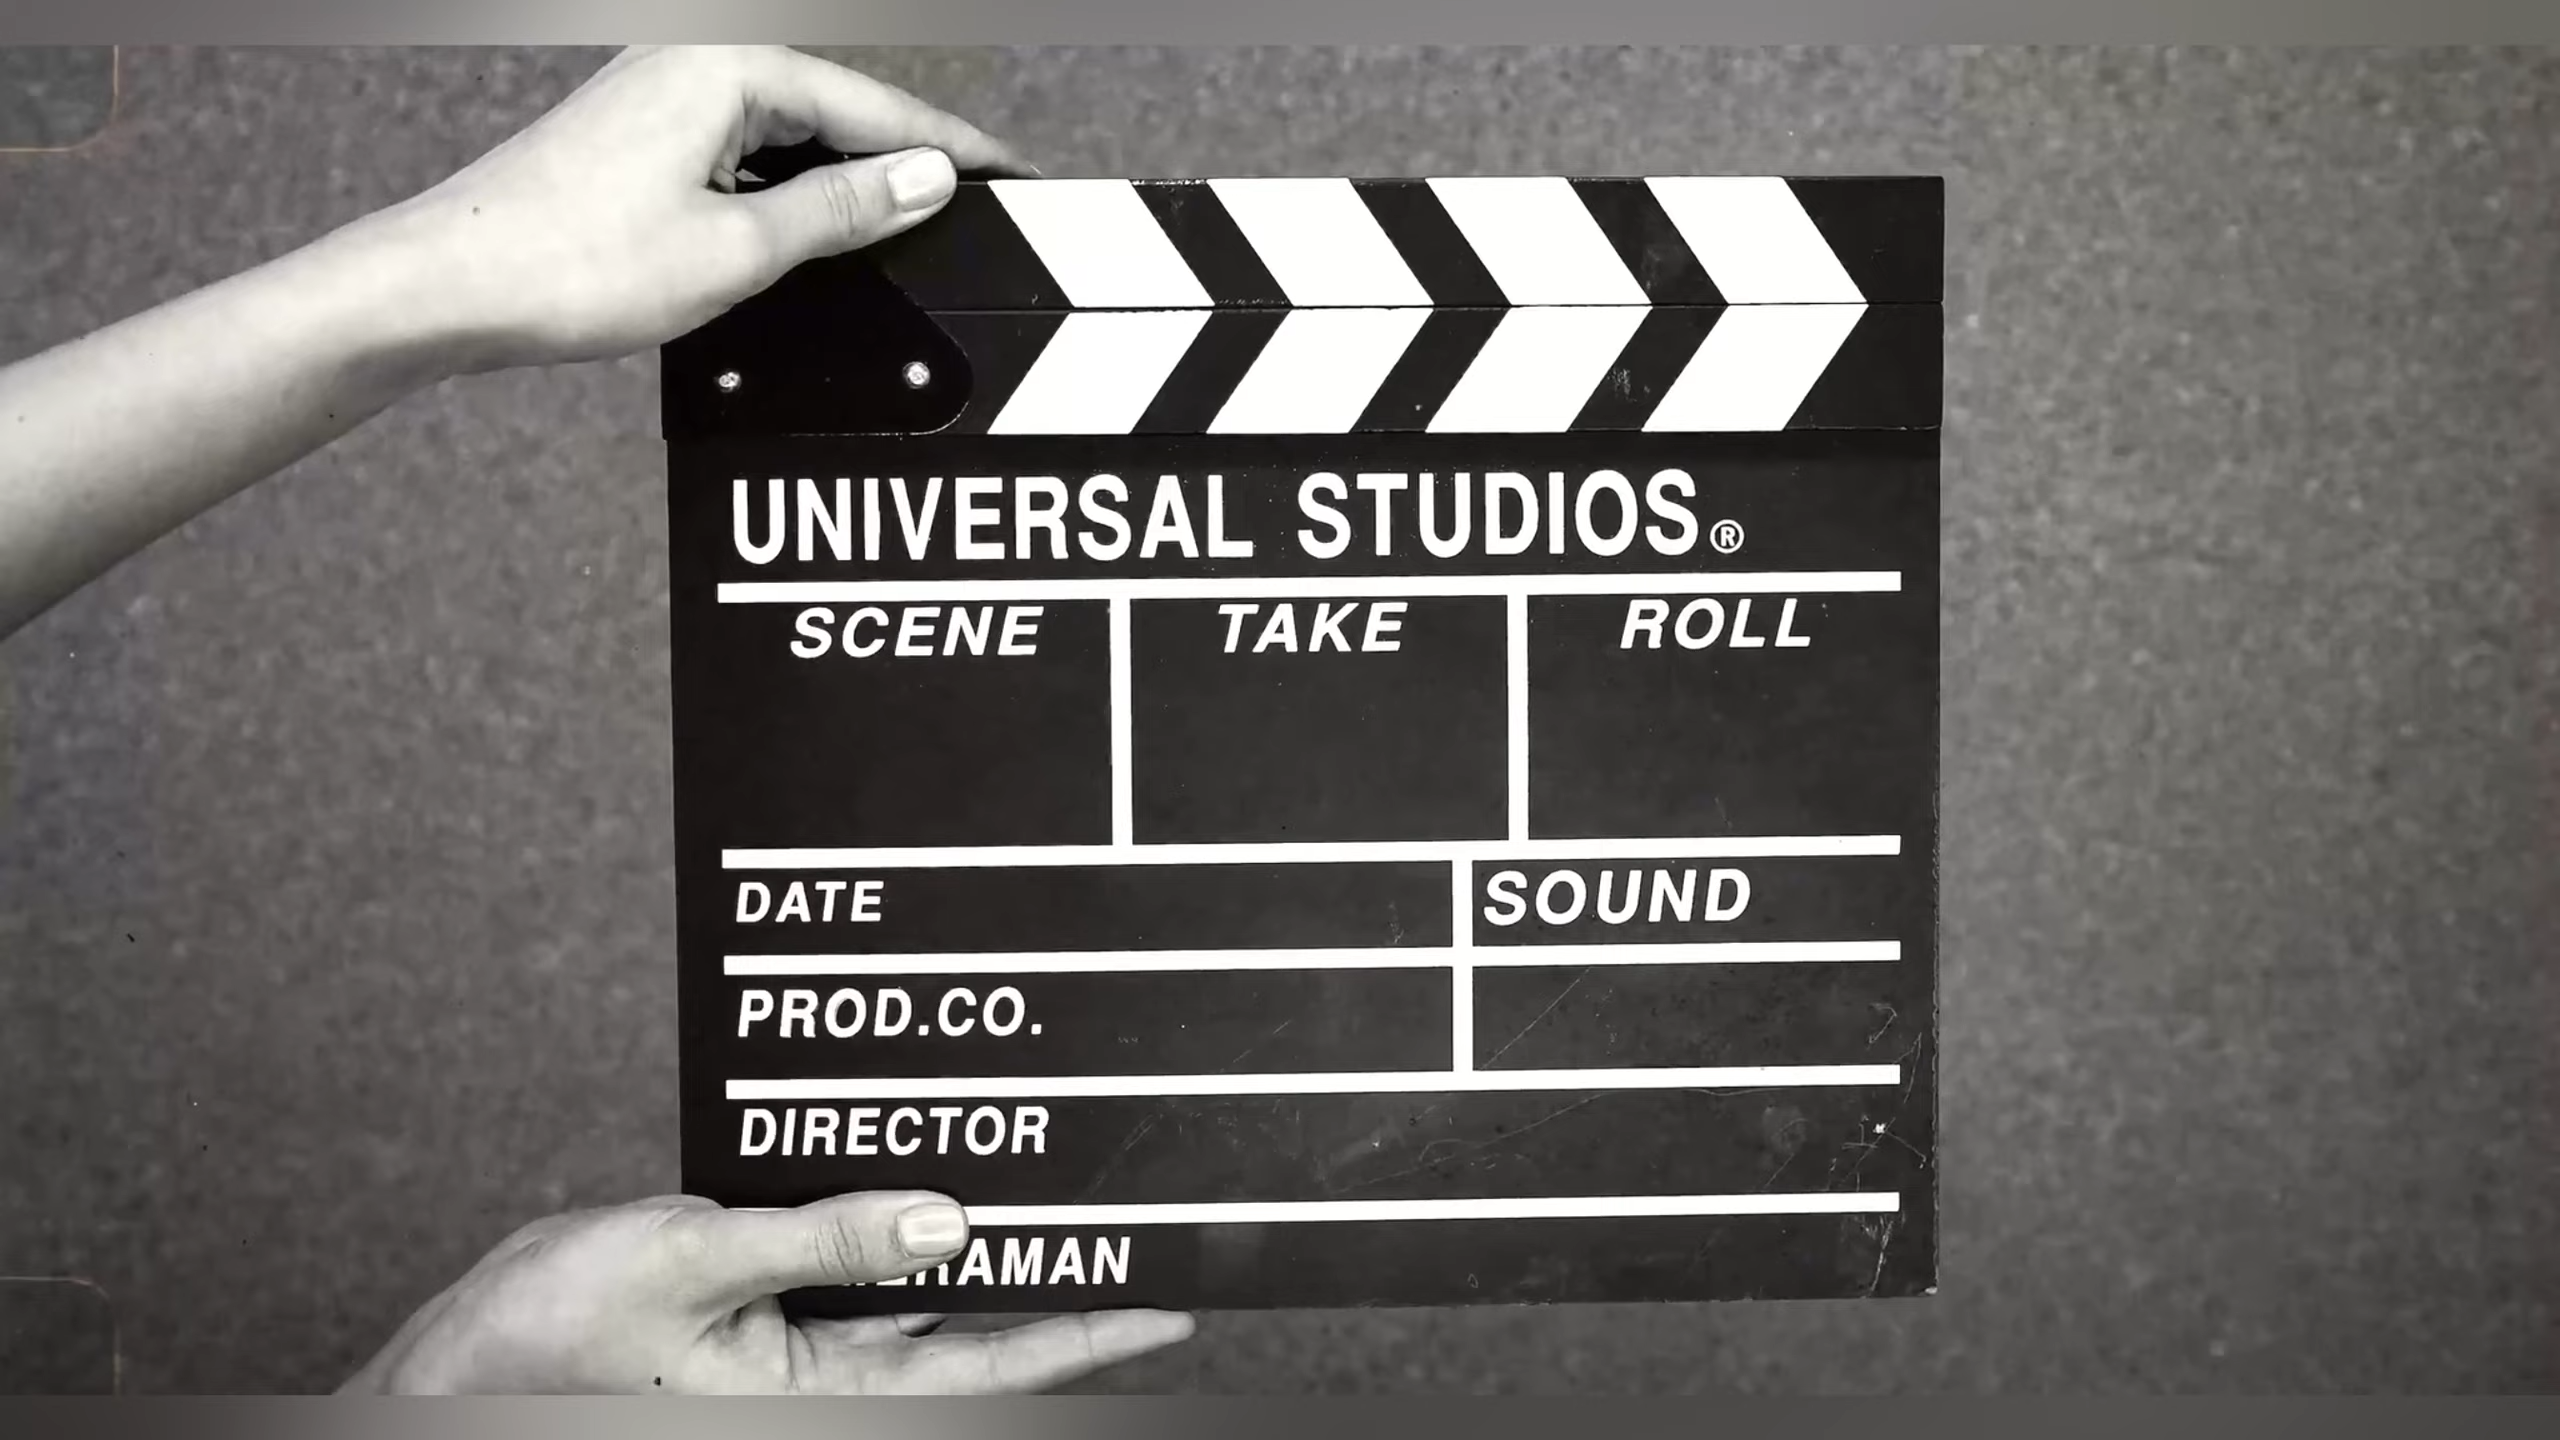 UNIVERSAL STUDIOS®
SCENE TAKE ROLL
DATE SOUND
PROD.CO.
DIRECTOR